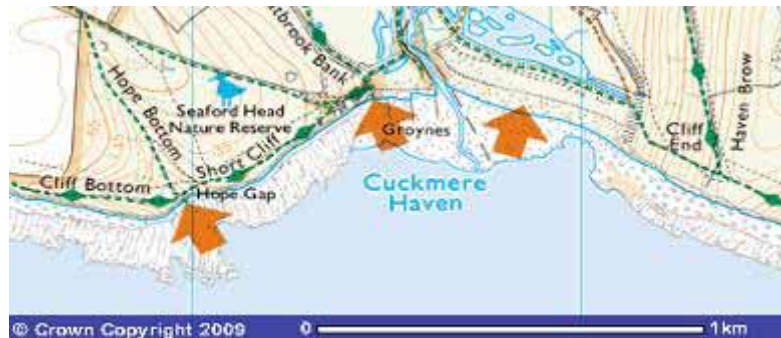 Hope Bottom
Seaford Head
Nature Reserve
Bank
Short Cliff
Groynes
Cliff
End
Haven Brow
Cliff Bottom
Hope Gap
Cuckmere
Haven
© Crown Copyright 2009
0
1km